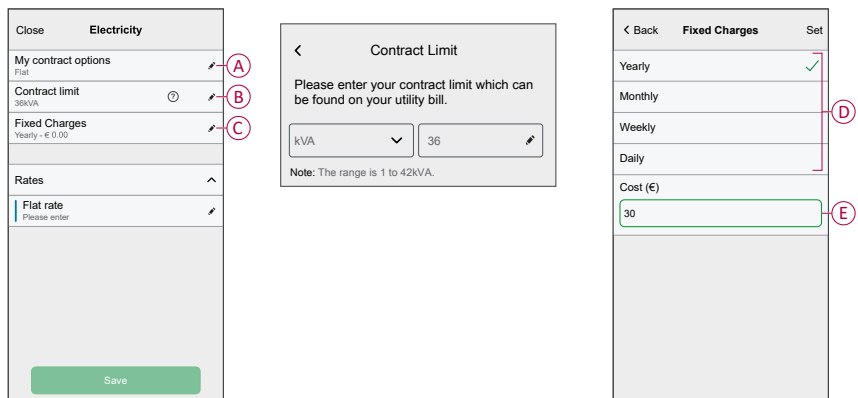 Close Electricity
My contract options
Flat
A
Contract limit
36kVA
?
B
Fixed Charges
Yearly - € 0.00
C
Rates
Flat rate
Please enter
Save
Contract Limit
Please enter your contract limit which can
be found on your utility bill.
kVA 36
Note: The range is 1 to 42kVA.
Back Fixed Charges Set
Yearly
Monthly
Weekly
Daily
D
Cost (€)
30
E